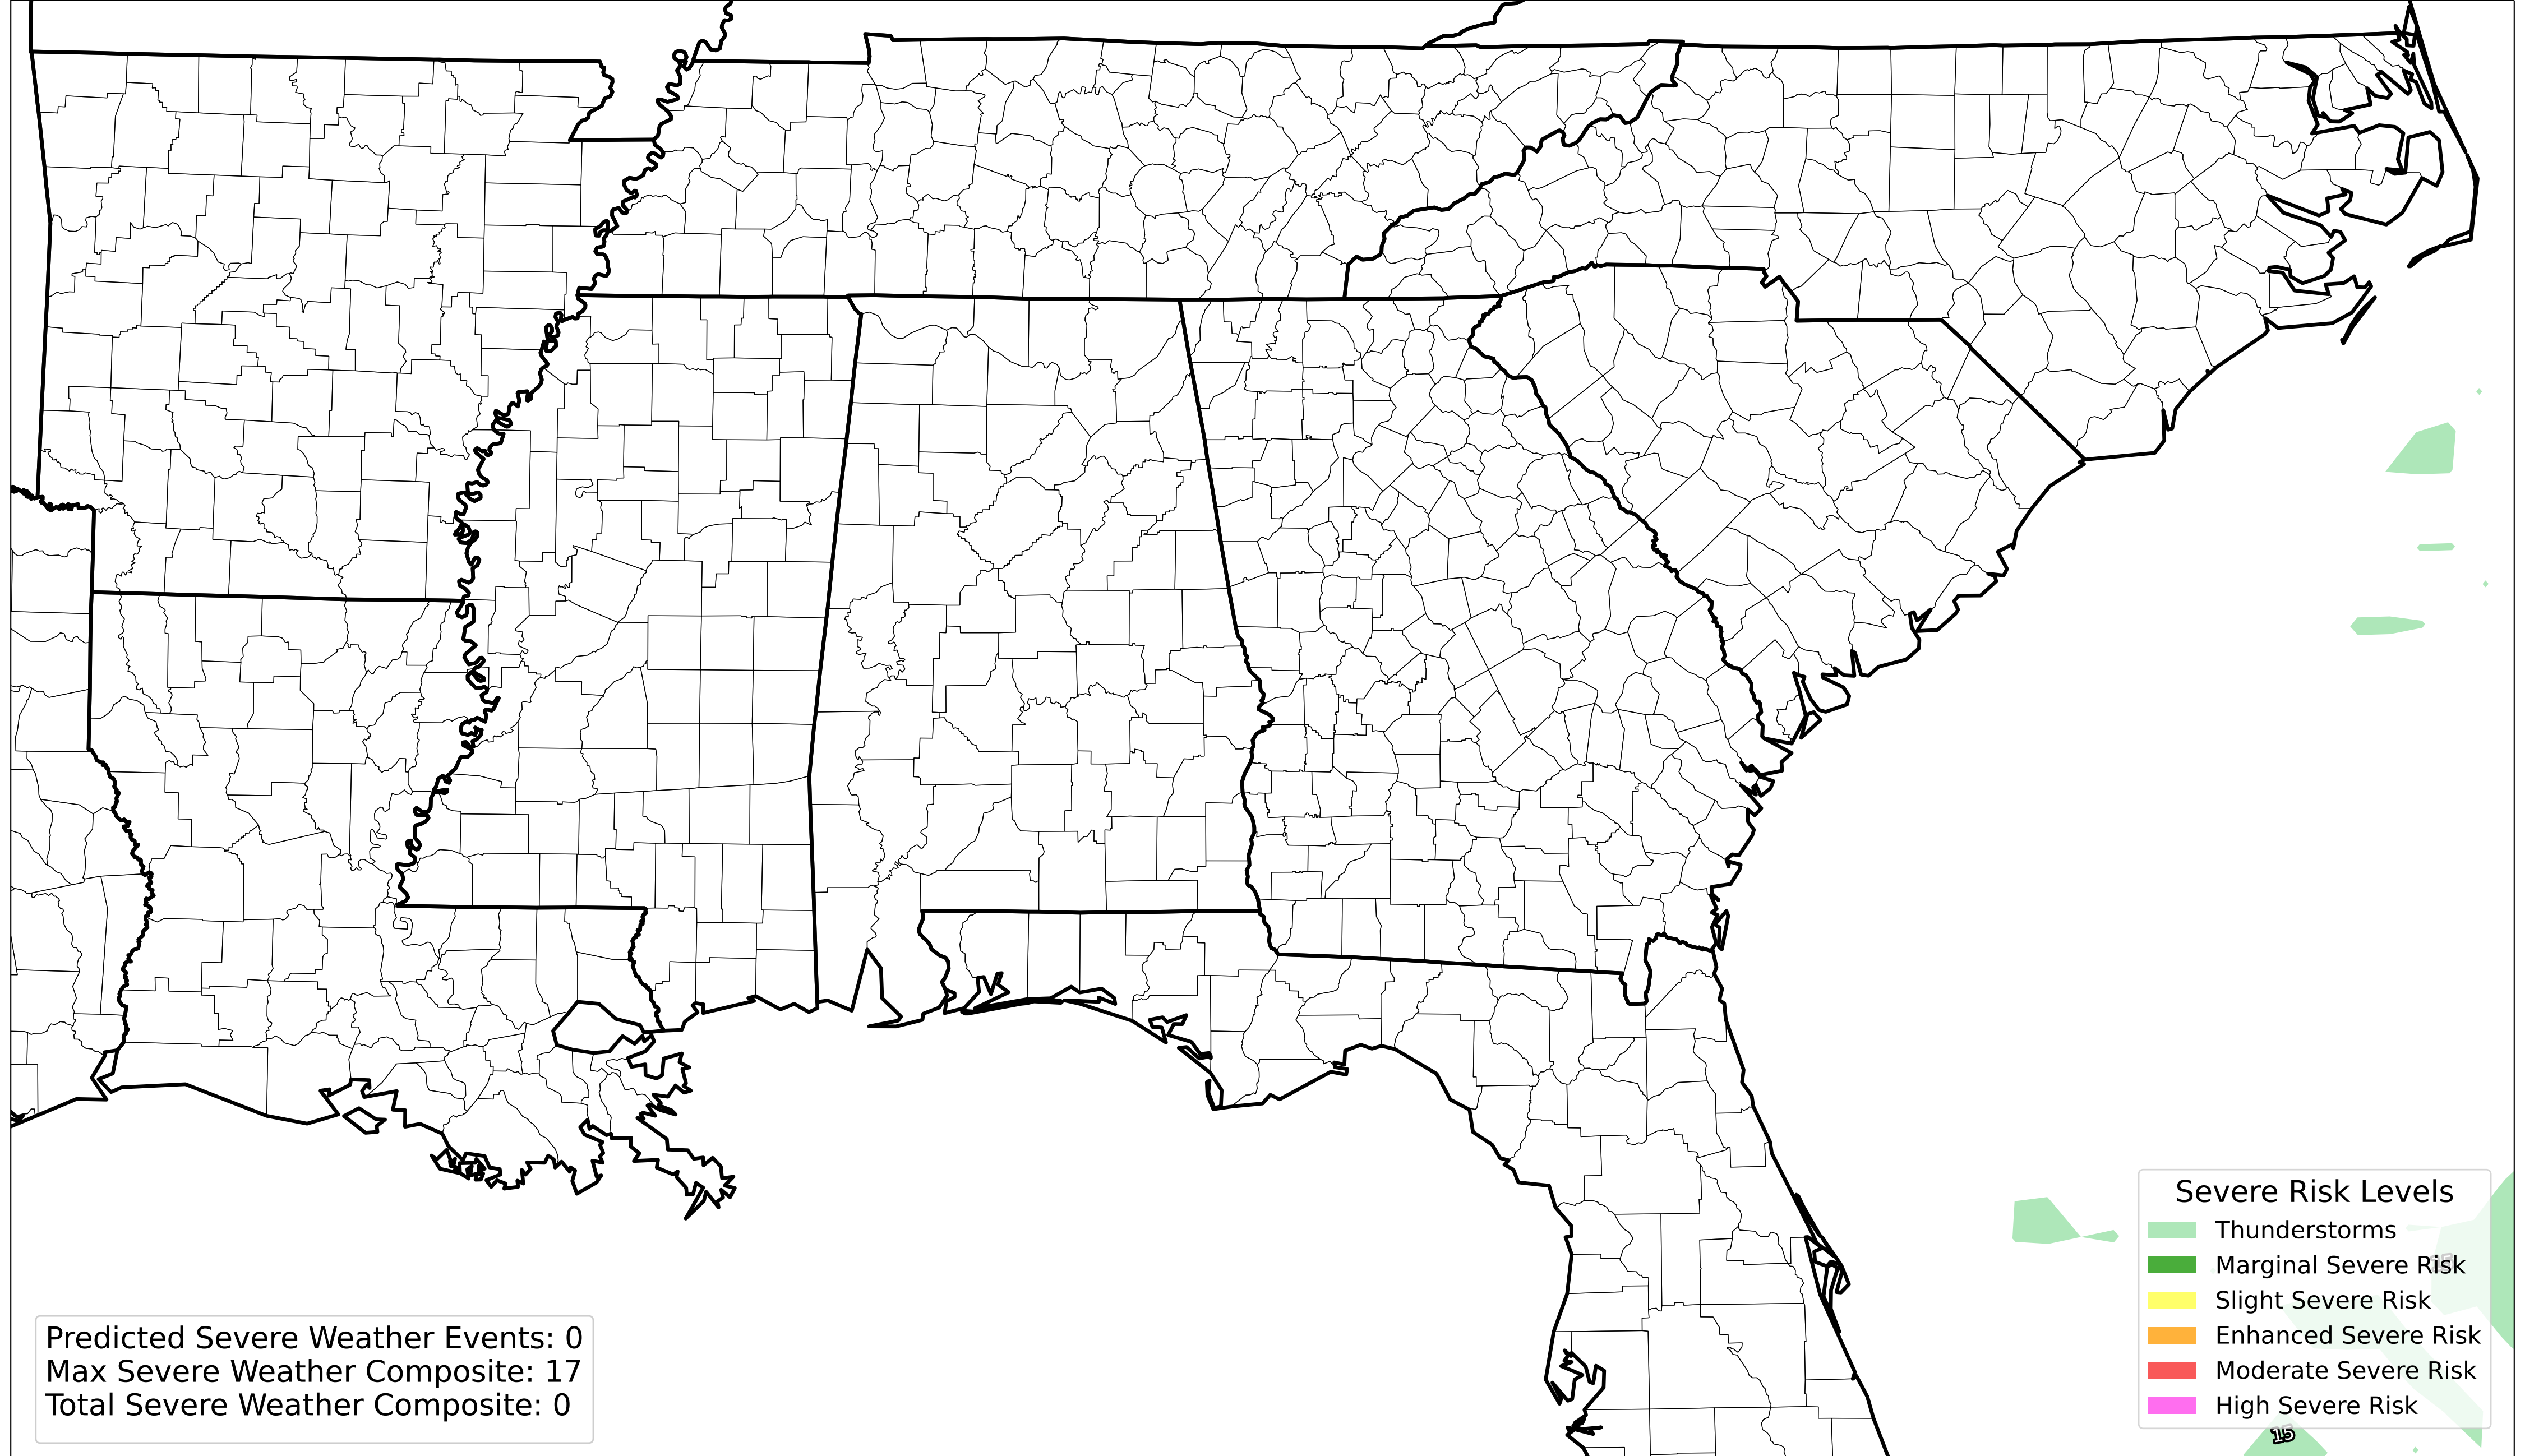 Severe Risk Levels
Thunderstorms
Marginal Severe Risk
Slight Severe Risk
Enhanced Severe Risk
Moderate Severe Risk
High Severe Risk
Predicted Severe Weather Events: 0
Max Severe Weather Composite: 17
Total Severe Weather Composite: 0
15